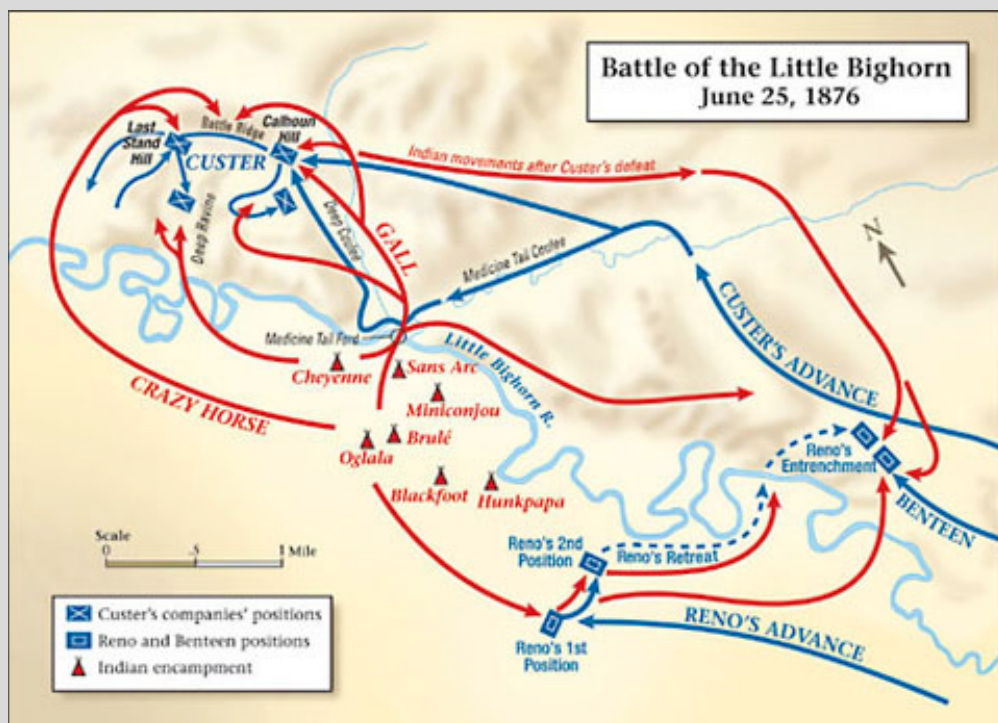 Battle of the Little Bighorn
June 25, 1876
Last
Stand
Hill
Battle Ridge
Calhoun
Hill
CUSTER
Indian movements after Custer's defeat
Deep Ravine
Deep Coulee
GALL
Medicine Tail Coulee
N
Medicine Tail Ford
Little Bighorn R.
CUSTER'S ADVANCE
Cheyenne
Sans Arc
Miniconjou
CRAZY HORSE
Brulé
Oglala
Blackfoot
Hunkpapa
Reno's
Entrenchment
BENTEEN
Reno's 2nd
Position
Reno's Retreat
RENO'S ADVANCE
Reno's 1st
Position
Scale
0 .5 1 Mile
Custer's companies' positions
Reno and Benteen positions
Indian encampment